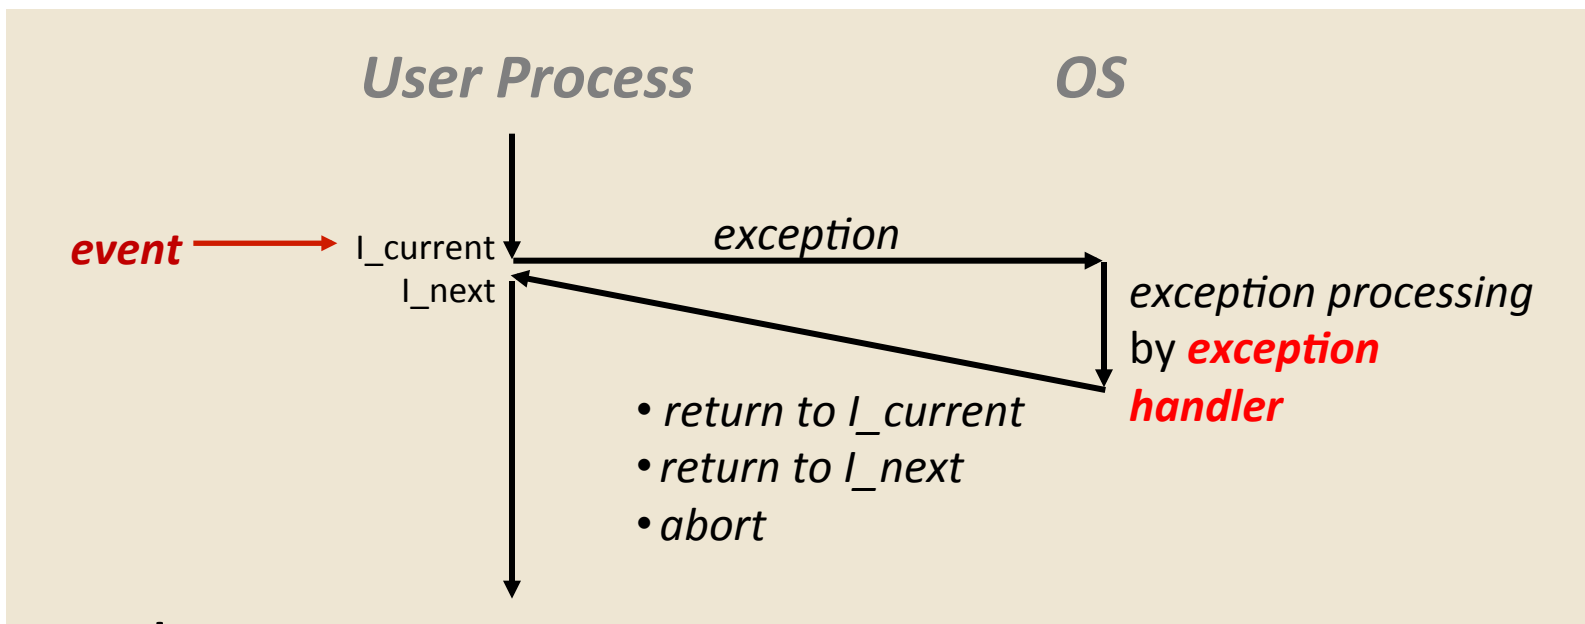 User Process
OS
event
I_current
exception
I_next
exception processing
by exception
handler
• return to I_current
• return to I_next
• abort